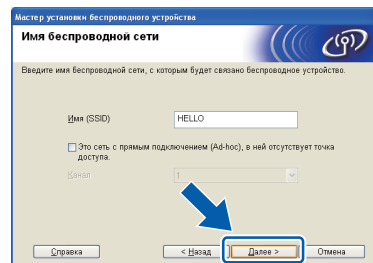 Мастер установки беспроводного устройства
Имя беспроводной сети
Введите имя беспроводной сети, с которым будет связано беспроводное устройство.
Имя (SSID)
HELLO
Это сеть с прямым подключением (Ad-hoc), в ней отсутствует точка
доступа.
Канал
1
Справка
< Назад
Далее >
Отмена